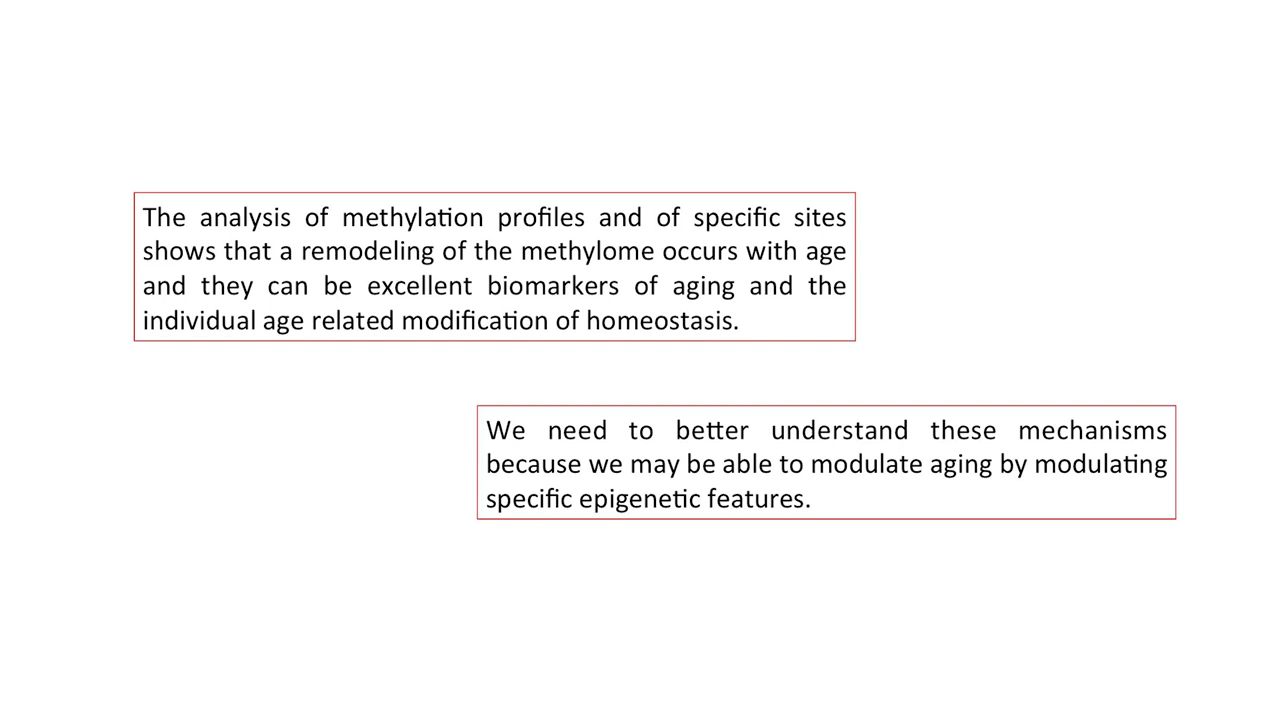 The analysis of methylation profiles and of specific sites
shows that a remodeling of the methylome occurs with age
and they can be excellent biomarkers of aging and the
individual age related modification of homeostasis.
We need to better understand these mechanisms
because we may be able to modulate aging by modulating
specific epigenetic features.